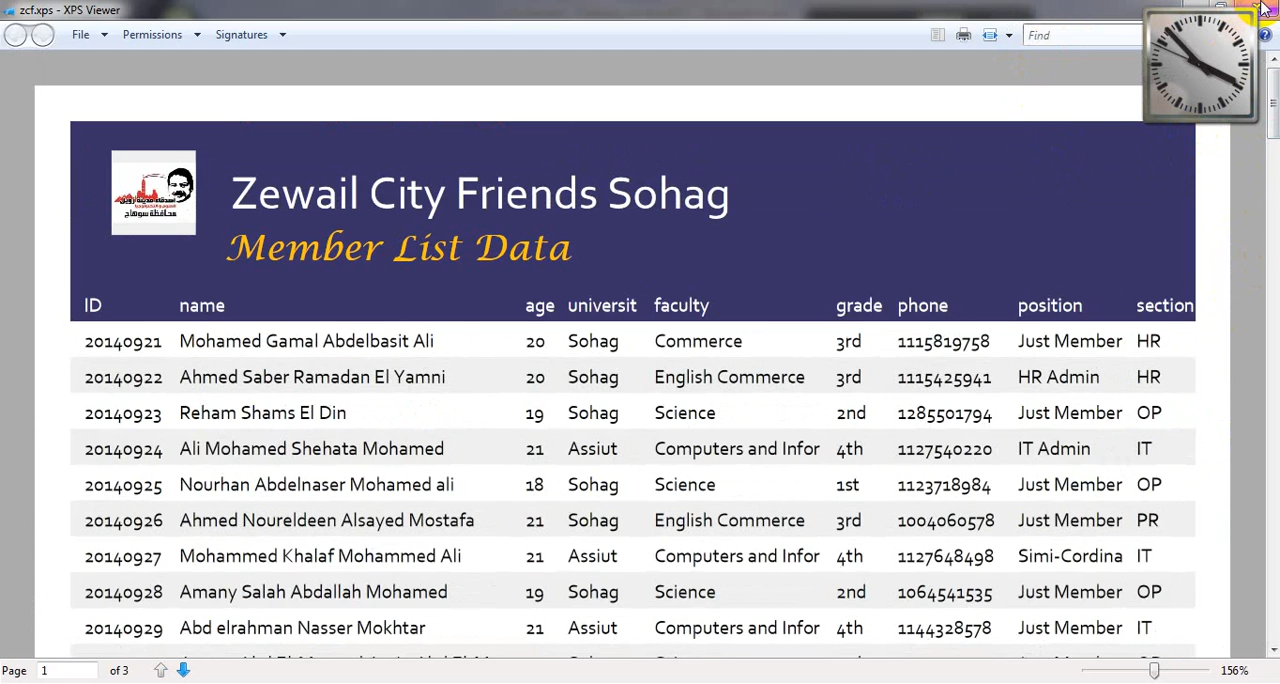 zcf.xps - XPS Viewer
File Permissions Signatures Find
Zewail City Friends Sohag
Member List Data
محافظة سوهاج
ID name age universit faculty grade phone position section
20140921 Mohamed Gamal Abdelbasit Ali 20 Sohag Commerce 3rd 1115819758 Just Member HR
20140922 Ahmed Saber Ramadan El Yamni 20 Sohag English Commerce 3rd 1115425941 HR Admin HR
20140923 Reham Shams El Din 19 Sohag Science 2nd 1285501794 Just Member OP
20140924 Ali Mohamed Shehata Mohamed 21 Assiut Computers and Infor 4th 1127540220 IT Admin IT
20140925 Nourhan Abdelnaser Mohamed ali 18 Sohag Science 1st 1123718984 Just Member OP
20140926 Ahmed Noureldeen Alsayed Mostafa 21 Sohag English Commerce 3rd 1004060578 Just Member PR
20140927 Mohammed Khalaf Mohammed Ali 21 Assiut Computers and Infor 4th 1127648498 Simi-Cordina IT
20140928 Amany Salah Abdallah Mohamed 19 Sohag Science 2nd 1064541535 Just Member OP
20140929 Abd elrahman Nasser Mokhtar 21 Assiut Computers and Infor 4th 1144328578 Just Member IT
Page 1 of 3 156%